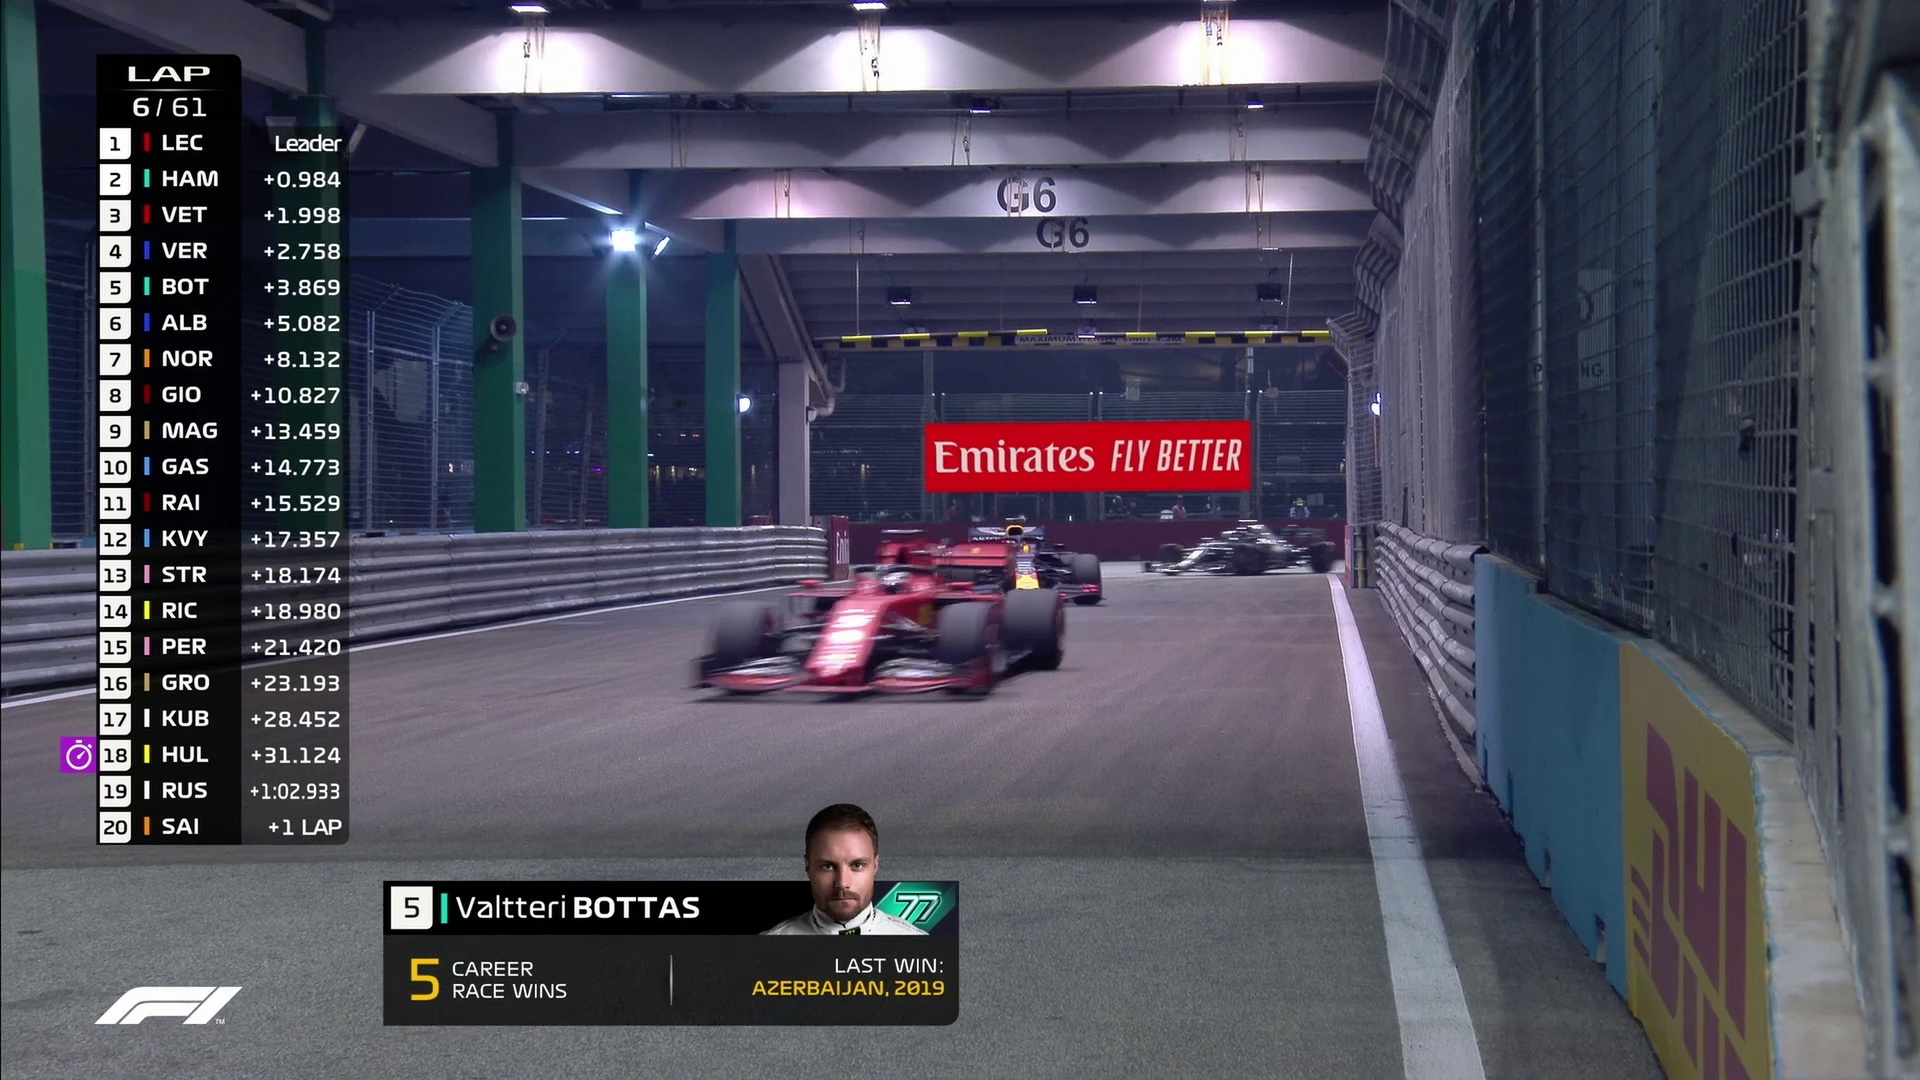 LAP
6/61
1 LEC Leader
2 HAM +0.984
3 VET +1.998
4 VER +2.758
5 BOT +3.869
6 ALB +5.082
7 NOR +8.132
8 GIO +10.827
9 MAG +13.459
10 GAS +14.773
11 RAI +15.529
12 KVY +17.357
13 STR +18.174
14 RIC +18.980
15 PER +21.420
16 GRO +23.193
17 KUB +28.452
18 HUL +31.124
19 RUS +1:02.933
20 SAI +1 LAP
G6
G6
Emirates FLY BETTER
DHL
5 Valtteri BOTTAS 77
5 CAREER
RACE WINS
LAST WIN:
AZERBAIJAN, 2019
F1
TM